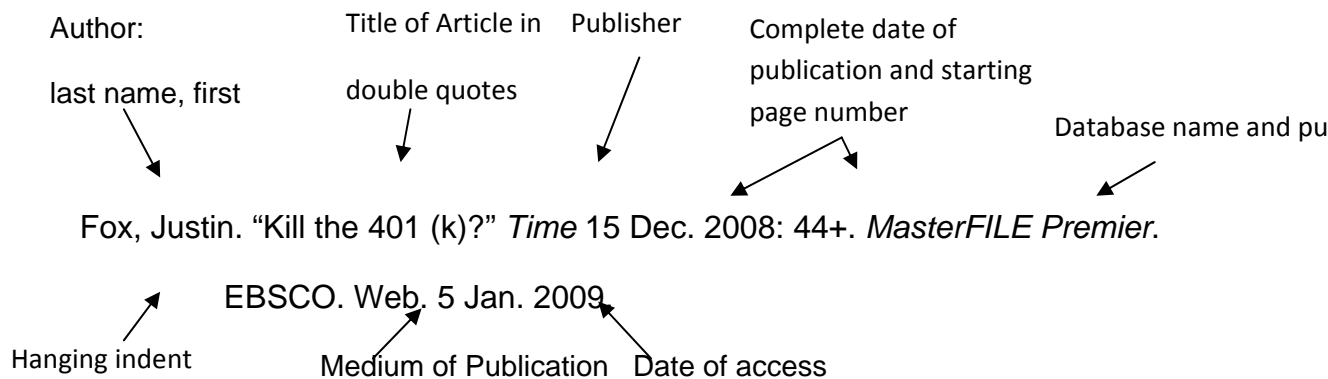 Author:
last name, first
Title of Article in
double quotes
Publisher
Complete date of
publication and starting
page number
Database name and pu
Fox, Justin. “Kill the 401 (k)?” Time 15 Dec. 2008: 44+. MasterFILE Premier.
EBSCO. Web. 5 Jan. 2009.
Hanging indent
Medium of Publication
Date of access